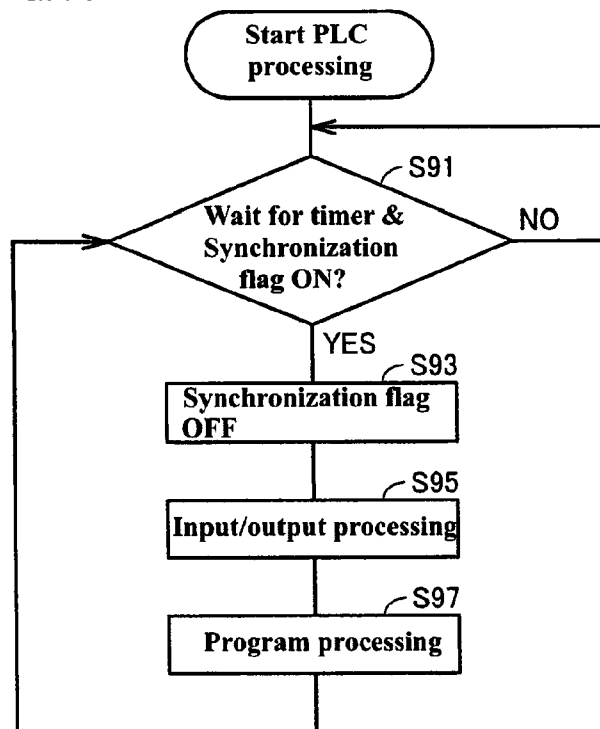 Start PLC
processing
S91
Wait for timer &
Synchronization
flag ON?
NO
YES
S93
Synchronization flag
OFF
S95
Input/output processing
S97
Program processing